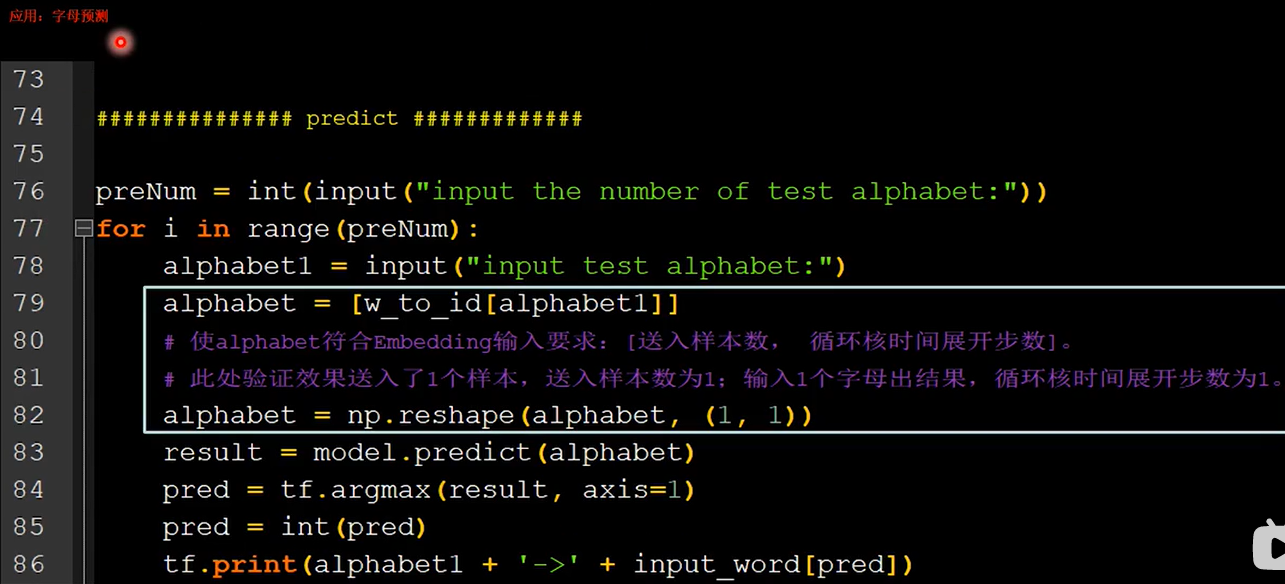 应用：字母预测
73
74 ############### predict #############
75
76 preNum = int(input("input the number of test alphabet:"))
77 for i in range(preNum):
78 alphabet1 = input("input test alphabet:")
79 alphabet = [w_to_id[alphabet1]]
80 # 使alphabet符合Embedding输入要求：[送入样本数， 循环核时间展开步数]。
81 # 此处验证效果送入了1个样本，送入样本数为1；输入1个字母出结果，循环核时间展开步数为1。
82 alphabet = np.reshape(alphabet, (1, 1))
83 result = model.predict(alphabet)
84 pred = tf.argmax(result, axis=1)
85 pred = int(pred)
86 tf.print(alphabet1 + '->' + input_word[pred])